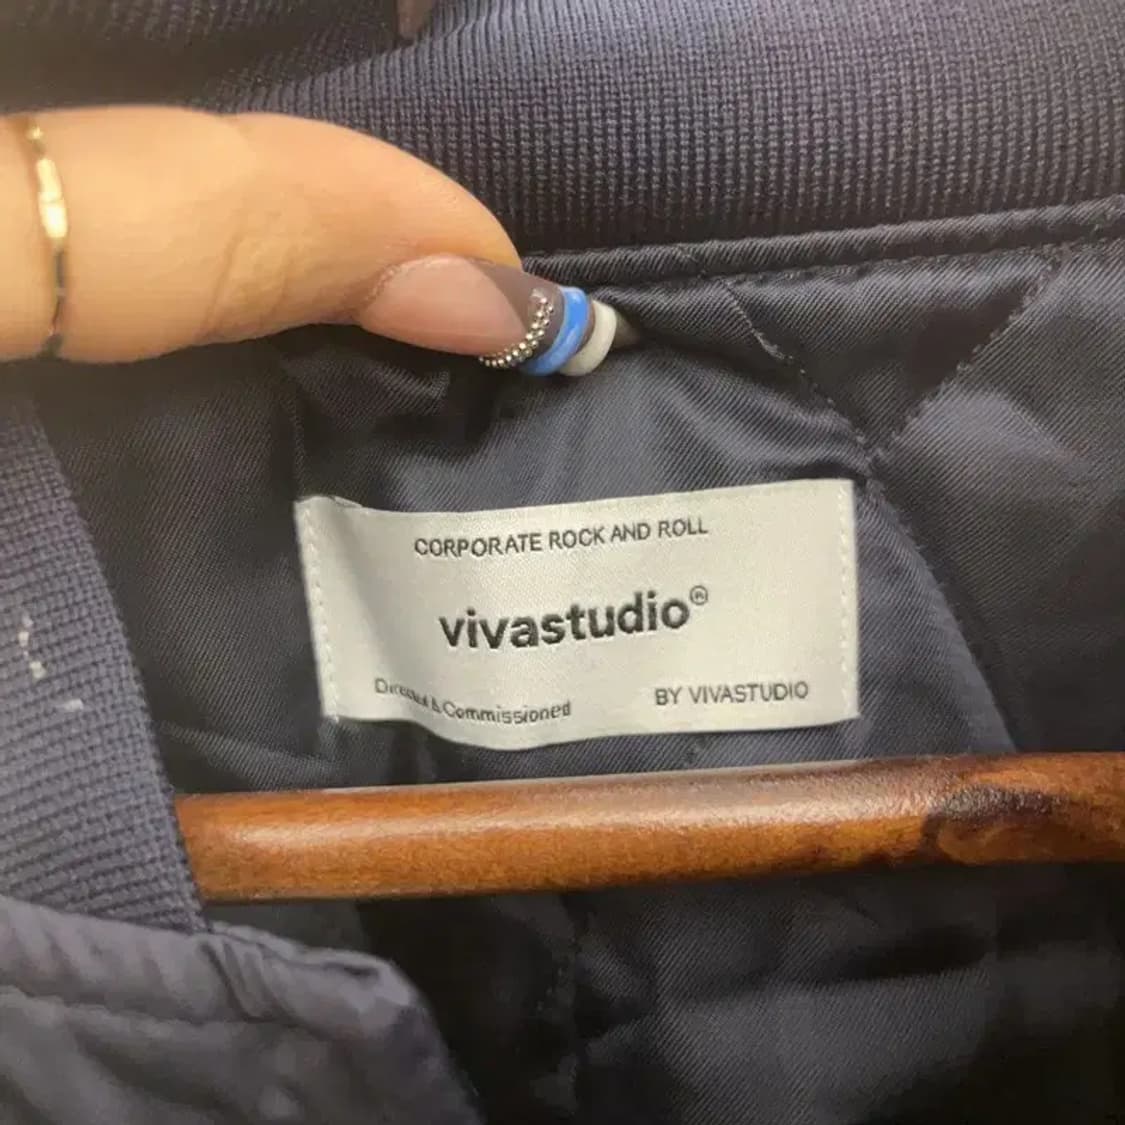 CORPORATE ROCK AND ROLL
vivastudio®
Directed & Commissioned BY VIVASTUDIO